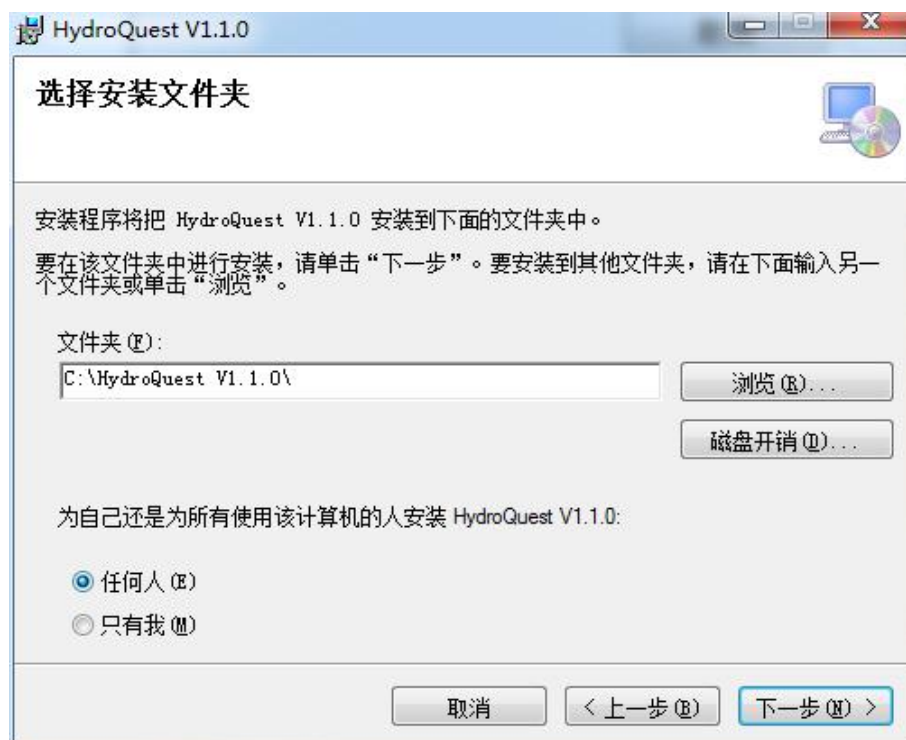 HydroQuest V1.1.0
选择安装文件夹
安装程序将把 HydroQuest V1.1.0 安装到下面的文件夹中。
要在该文件夹中进行安装，请单击“下一步”。要安装到其他文件夹，请在下面输入另一
个文件夹或单击“浏览”。
文件夹(F):
C:\HydroQuest V1.1.0\
浏览(R)...
磁盘开销(D)...
为自己还是为所有使用该计算机的人安装 HydroQuest V1.1.0:
任何人(E)
只有我(M)
取消
< 上一步(B)
下一步(N) >